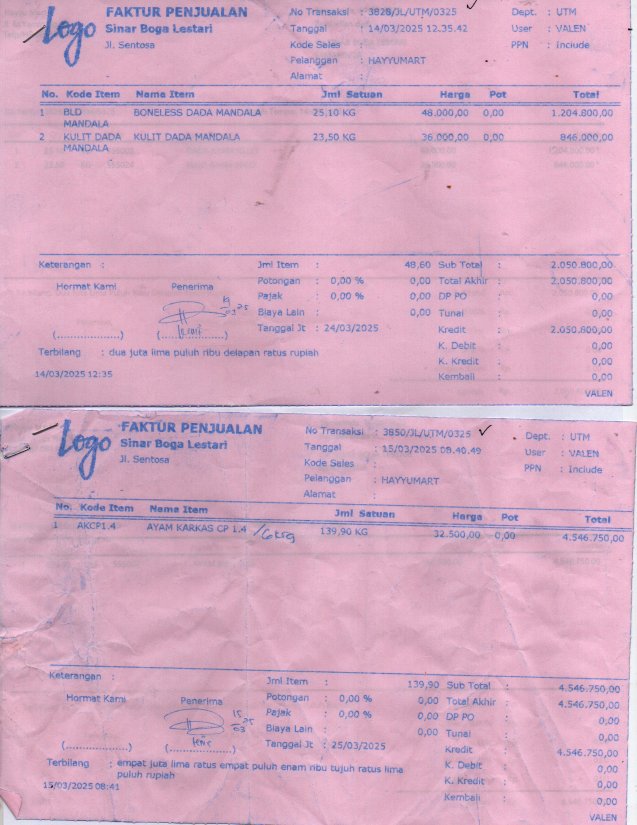 Logo
FAKTUR PENJUALAN
Sinar Boga Lestari
Jl. Sentosa
No Transaksi : 3828/JL/UTM/0325
Tanggal : 14/03/2025 12.35.42
Kode Sales :
Pelanggan : HAYYUMART
Alamat :
Dept. : UTM
User : VALEN
PPN : Include
No. Kode Item Nama Item Jml Satuan Harga Pot Total
1 BLD MANDALA BONELESS DADA MANDALA 25,10 KG 48.000,00 0,00 1.204.800,00
2 KULIT DADA MANDALA KULIT DADA MANDALA 23,50 KG 36.000,00 0,00 846.000,00
Keterangan :
Hormat Kami Penerima
(....................) (....................)
Jml Item : 48,60
Potongan : 0,00 % 0,00
Pajak : 0,00 % 0,00
Biaya Lain : 0,00
Tanggal Jt : 24/03/2025
Sub Total : 2.050.800,00
Total Akhir : 2.050.800,00
DP PO : 0,00
Tunai : 0,00
Kredit : 2.050.800,00
K. Debit : 0,00
K. Kredit : 0,00
Kembali : 0,00
Terbilang : dua juta lima puluh ribu delapan ratus rupiah
14/03/2025 12:35
VALEN
Logo
FAKTUR PENJUALAN
Sinar Boga Lestari
Jl. Sentosa
No Transaksi : 3850/JL/UTM/0325
Tanggal : 15/03/2025 08.40.49
Kode Sales :
Pelanggan : HAYYUMART
Alamat :
Dept. : UTM
User : VALEN
PPN : Include
No. Kode Item Nama Item Jml Satuan Harga Pot Total
1 AKCP1.4 AYAM KARKAS CP 1.4 139,90 KG 32.500,00 0,00 4.546.750,00
Keterangan :
Hormat Kami Penerima
15 03 25
(....................) (....................)
Jml Item : 139,90
Potongan : 0,00 % 0,00
Pajak : 0,00 % 0,00
Biaya Lain : 0,00
Tanggal Jt : 25/03/2025
Sub Total : 4.546.750,00
Total Akhir : 4.546.750,00
DP PO : 0,00
Tunai : 0,00
Kredit : 4.546.750,00
K. Debit : 0,00
K. Kredit : 0,00
Kembali : 0,00
Terbilang : empat juta lima ratus empat puluh enam ribu tujuh ratus lima
puluh rupiah
15/03/2025 08:41
VALEN